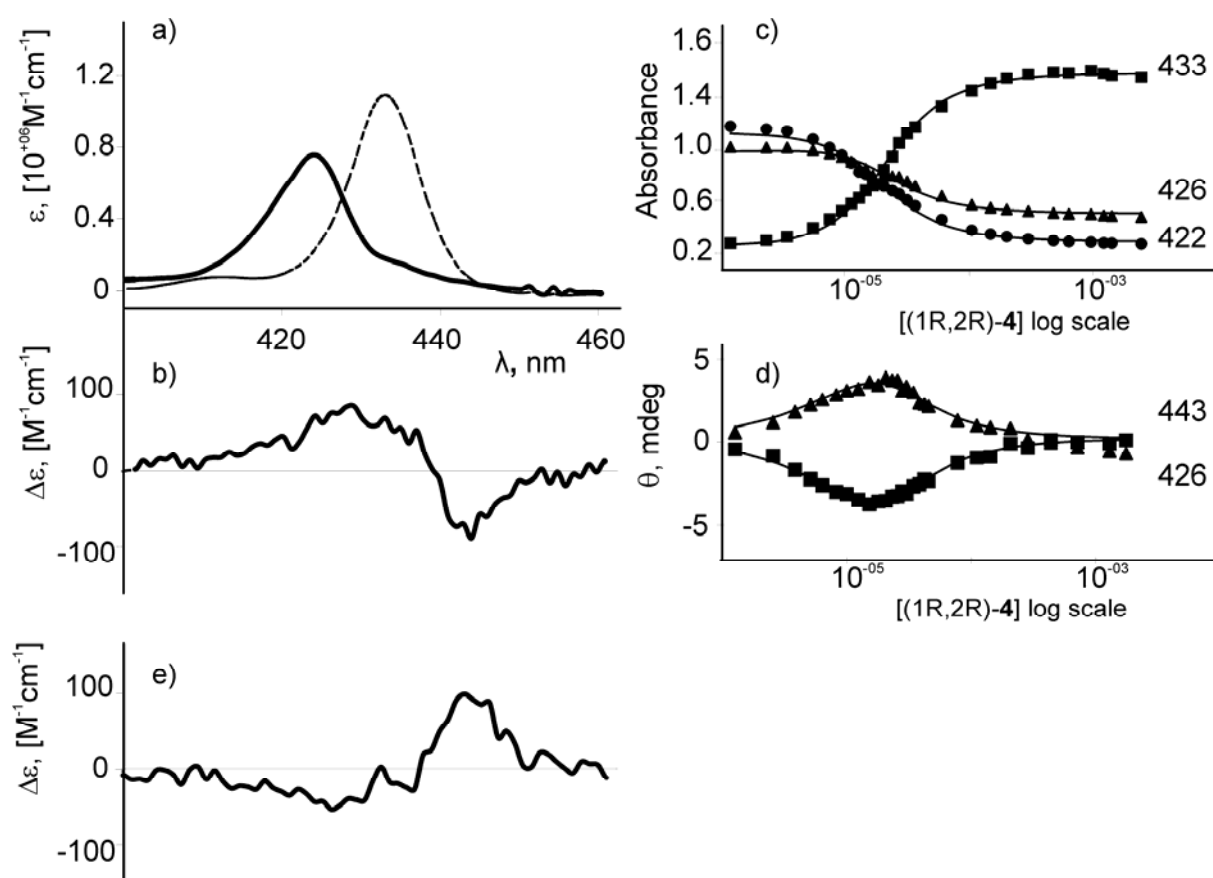 a)
ε, [10⁺⁰⁶M⁻¹cm⁻¹]
1.2
0.8
0.4
0
420
440
460
λ, nm
b)
Δε, [M⁻¹cm⁻¹]
100
0
-100
e)
Δε, [M⁻¹cm⁻¹]
100
0
-100
c)
Absorbance
1.6
1.4
1.0
0.6
0.2
433
426
422
10⁻⁰⁵
10⁻⁰³
[(1R,2R)-4] log scale
d)
θ, mdeg
5
0
-5
443
426
10⁻⁰⁵
10⁻⁰³
[(1R,2R)-4] log scale